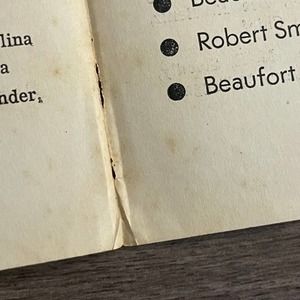 lina
a
nder,
● Robert Sm
● Beaufort